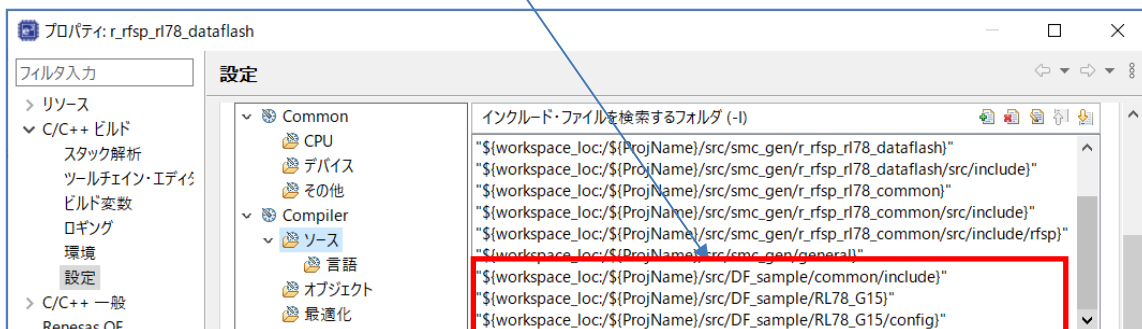 プロパティ: r_rfsp_rl78_dataflash
フィルタ入力
設定
リソース
C/C++ ビルド
スタック解析
ツールチェイン・エディタ
ビルド変数
ロギング
環境
設定
C/C++ 一般
Renesas QE
Common
CPU
デバイス
その他
Compiler
ソース
言語
オブジェクト
最適化
インクルード・ファイルを検索するフォルダ (-I)
"${workspace_loc:/${ProjName}/src/smc_gen/r_rfsp_rl78_dataflash}"
"${workspace_loc:/${ProjName}/src/smc_gen/r_rfsp_rl78_dataflash/src/include}"
"${workspace_loc:/${ProjName}/src/smc_gen/r_rfsp_rl78_common}"
"${workspace_loc:/${ProjName}/src/smc_gen/r_rfsp_rl78_common/src/include}"
"${workspace_loc:/${ProjName}/src/smc_gen/r_rfsp_rl78_common/src/include/rfsp}"
"${workspace_loc:/${ProjName}/src/smc_gen/general}"
"${workspace_loc:/${ProjName}/src/DF_sample/common/include}"
"${workspace_loc:/${ProjName}/src/DF_sample/RL78_G15}"
"${workspace_loc:/${ProjName}/src/DF_sample/RL78_G15/config}"